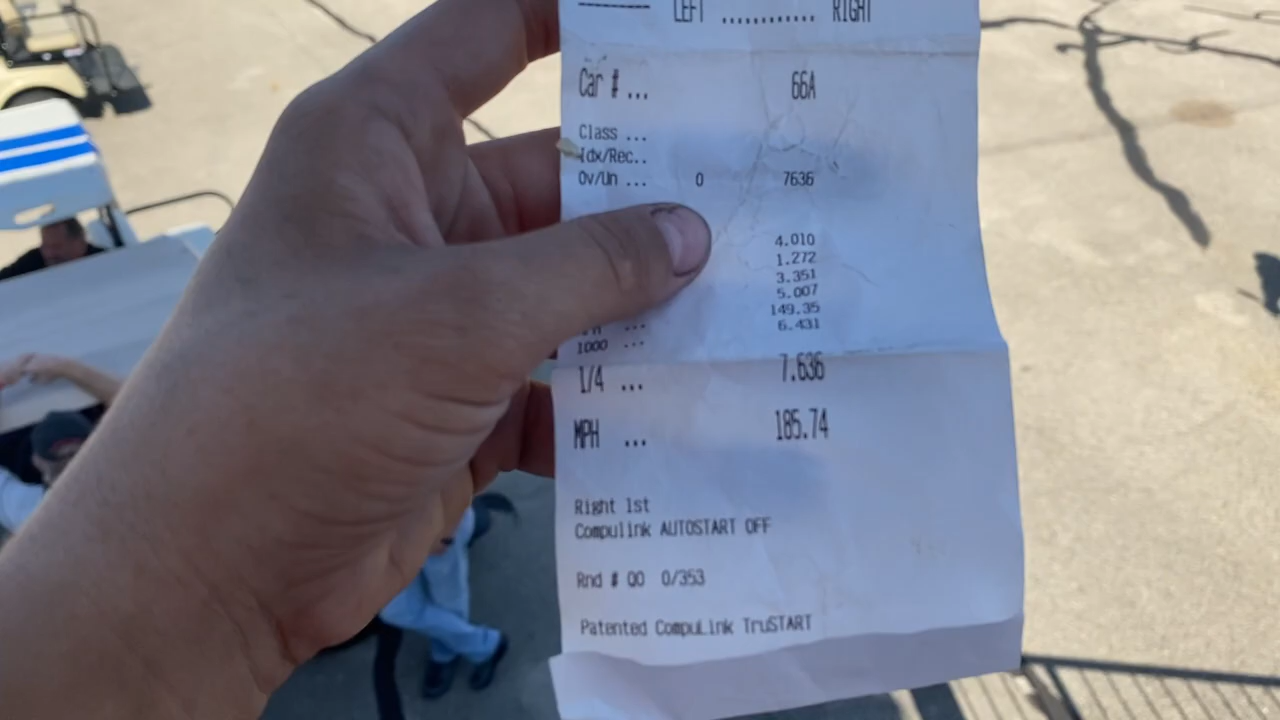 LEFT ............ RIGHT
Car # ... 66A
Class ...
Idx/Rec..
Ov/Un ... 0 7636
4.010
1.272
3.351
5.007
149.35
... 6.431
1000 ...
1/4 ... 7.636
MPH ... 185.74
Right 1st
Compulink AUTOSTART OFF
Rnd # 00 0/353
Patented CompuLink TruSTART